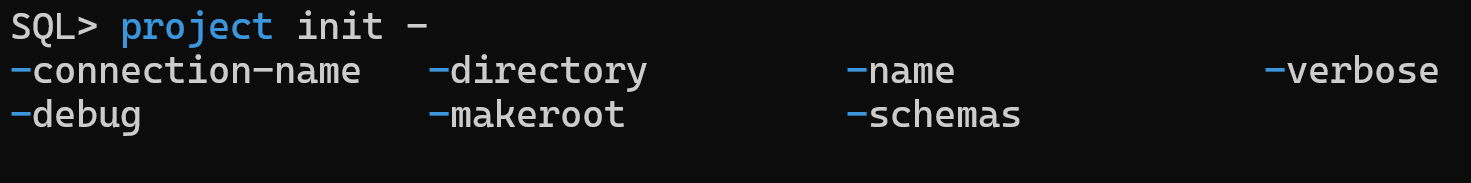 SQL> project init -
-connection-name -directory -name -verbose
-debug -makeroot -schemas